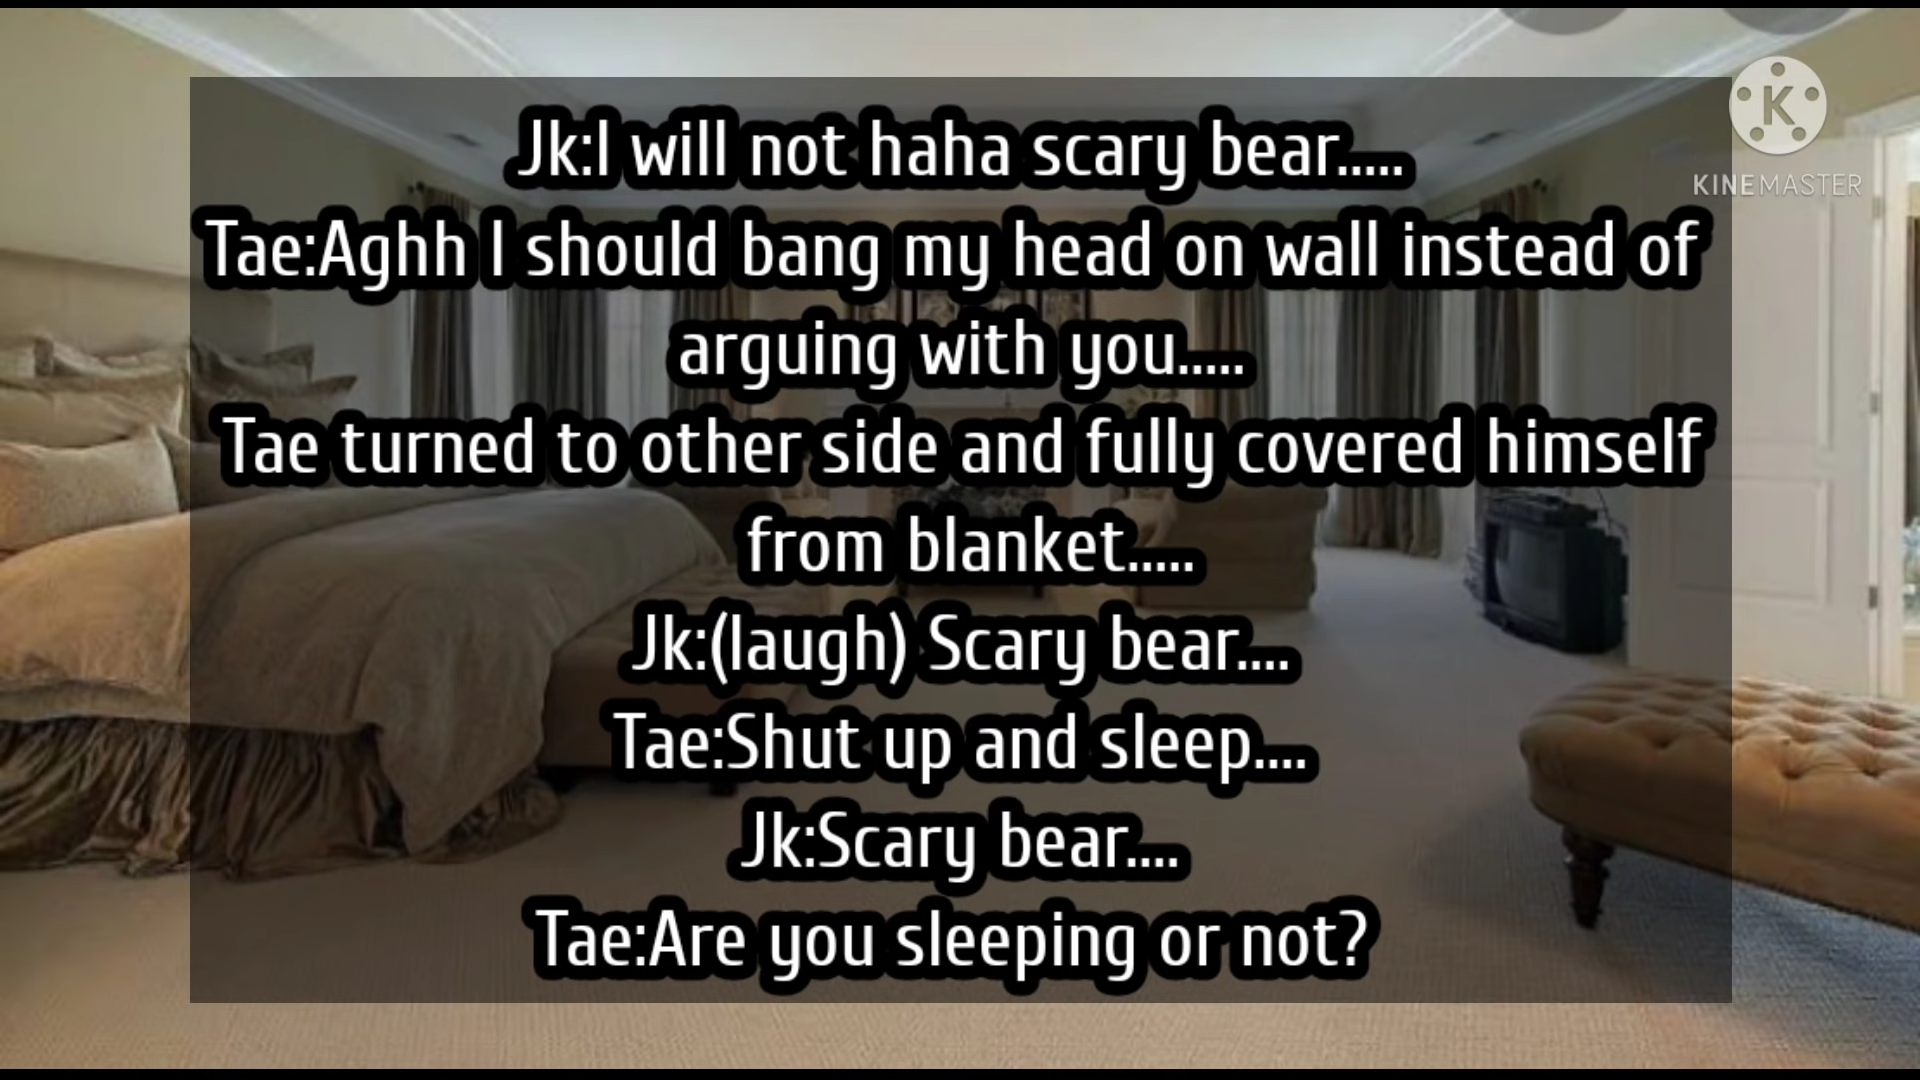 Jk:I will not haha scary bear.....
Tae:Aghh I should bang my head on wall instead of
arguing with you.....
Tae turned to other side and fully covered himself
from blanket.....
Jk:(laugh) Scary bear....
Tae:Shut up and sleep....
Jk:Scary bear....
Tae:Are you sleeping or not?
K
KINEMASTER